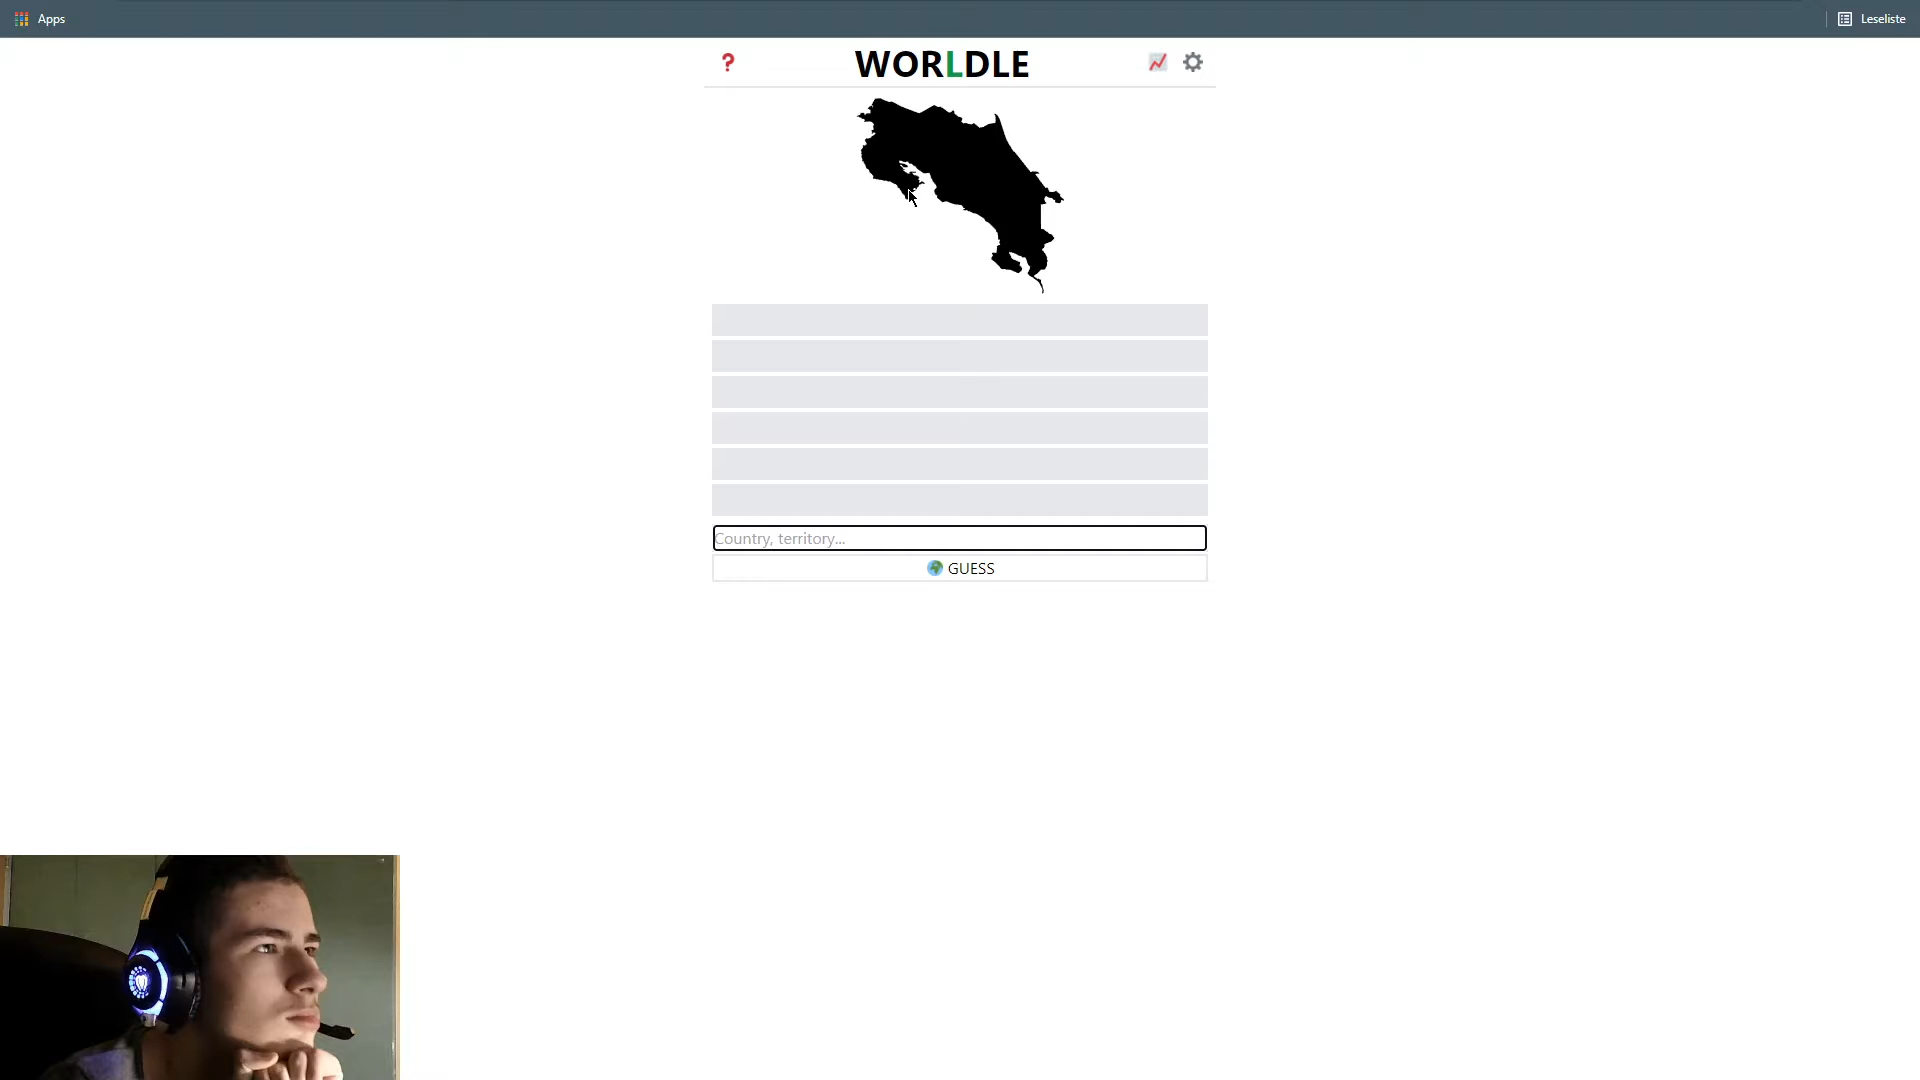 Apps
Leseliste
?
WORLDLE
Country, territory...
GUESS